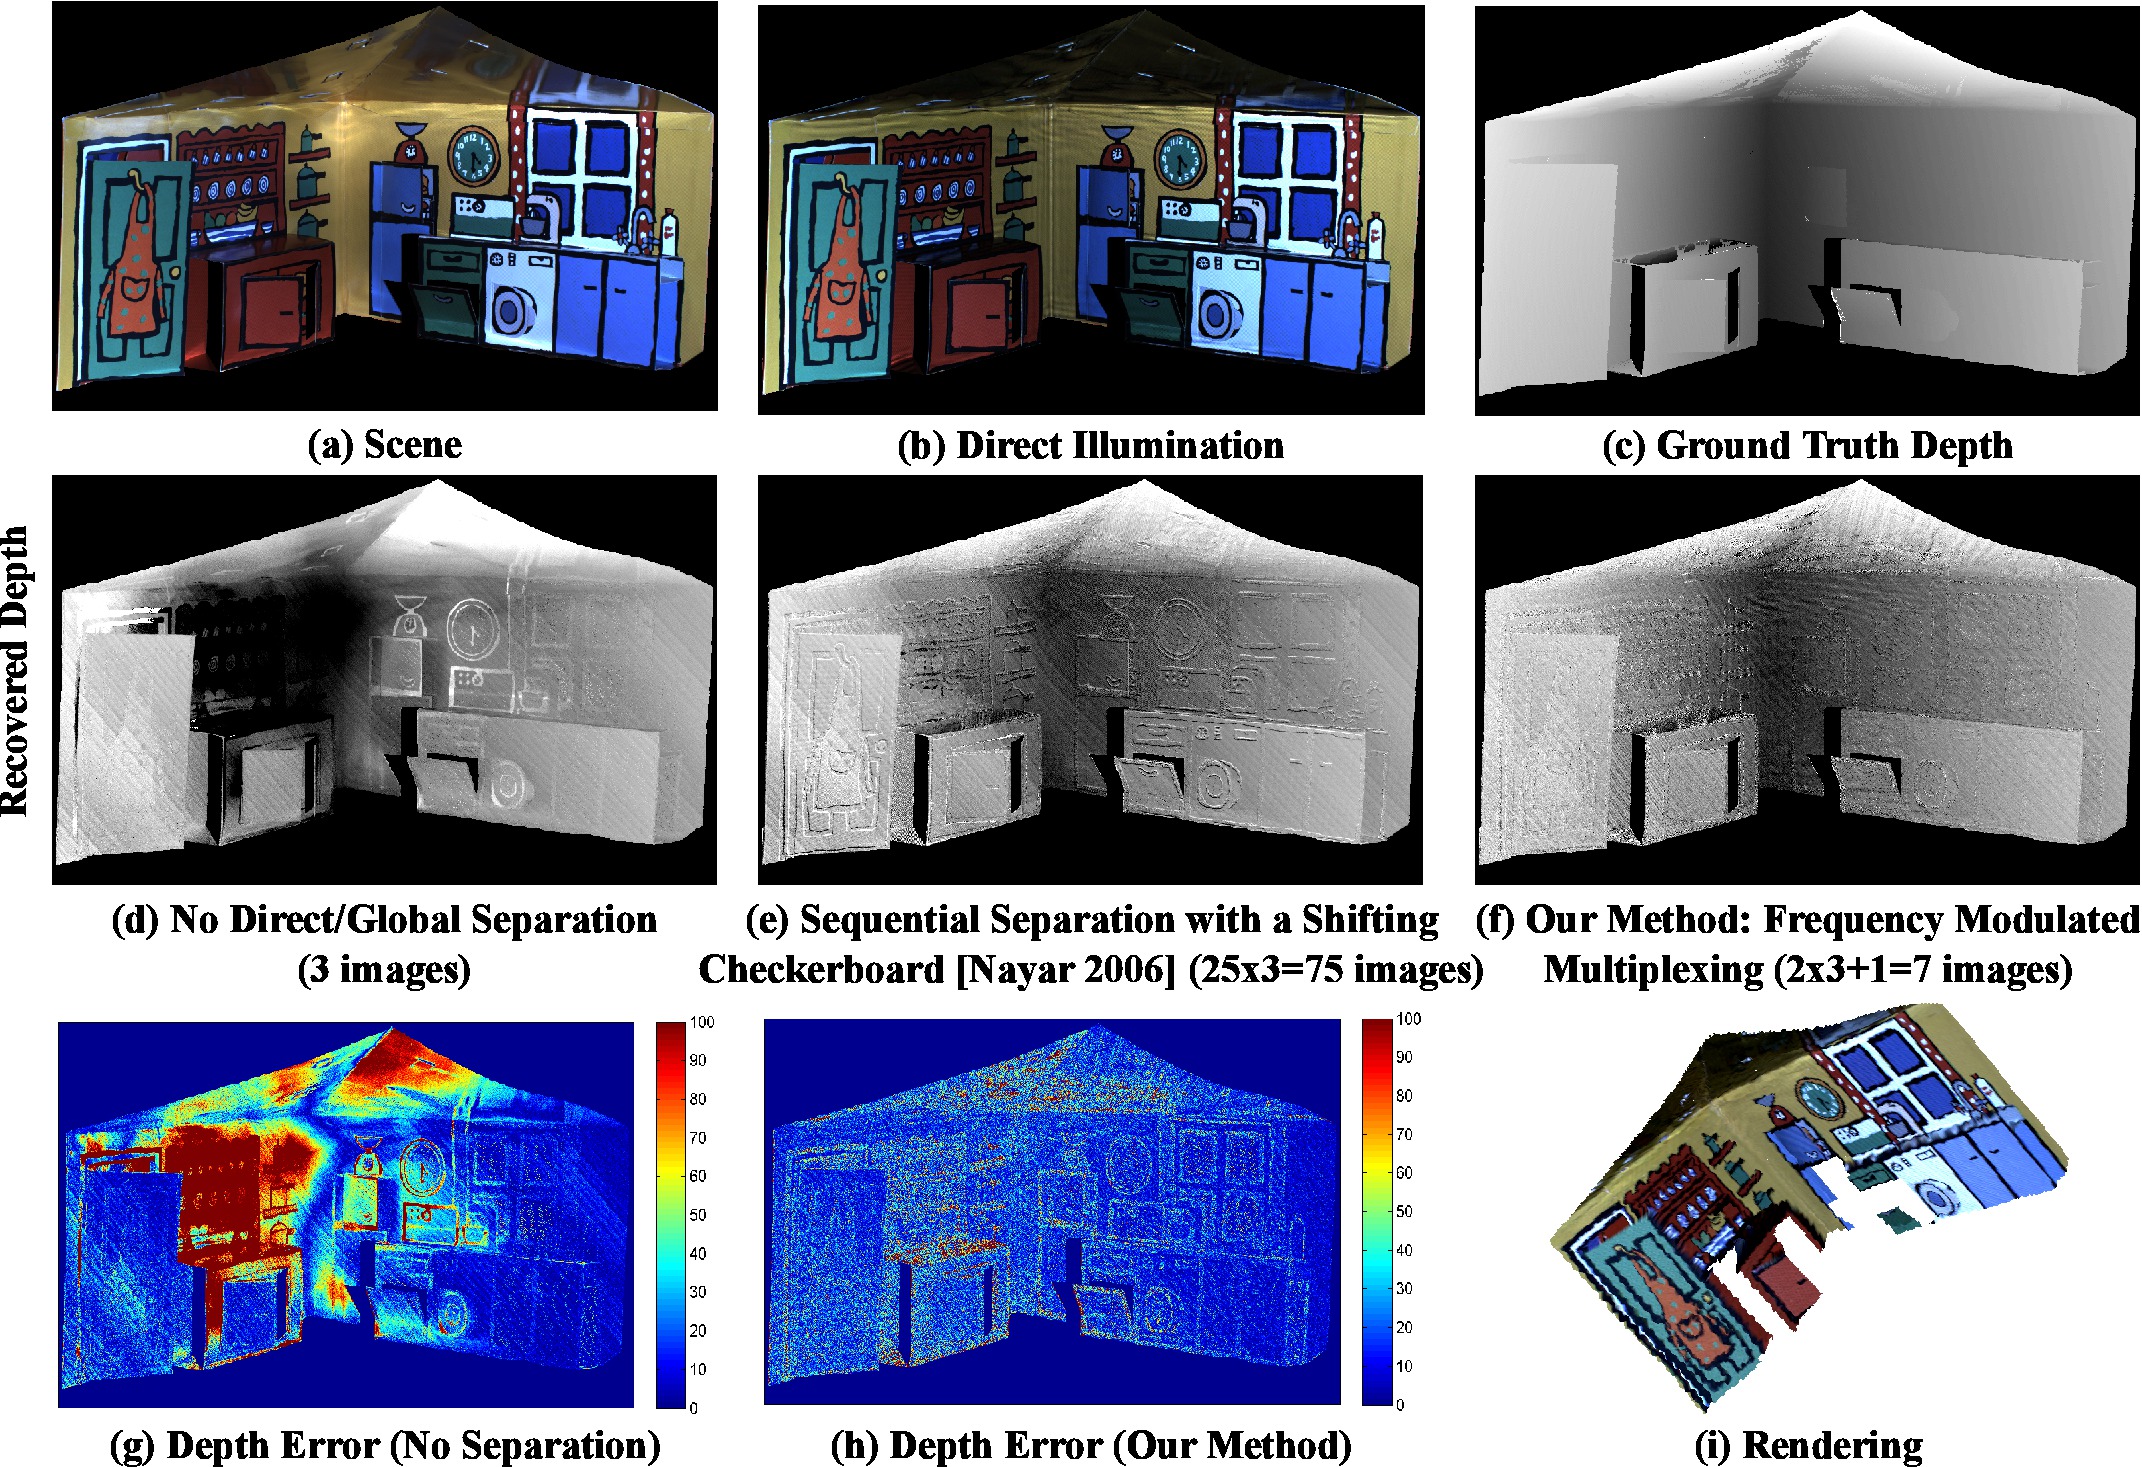 (a) Scene
(b) Direct Illumination
(c) Ground Truth Depth
Recovered Depth
(d) No Direct/Global Separation
(3 images)
(e) Sequential Separation with a Shifting
Checkerboard [Nayar 2006] (25x3=75 images)
(f) Our Method: Frequency Modulated
Multiplexing (2x3+1=7 images)
100
90
80
70
60
50
40
30
20
10
0
100
90
80
70
60
50
40
30
20
10
0
(g) Depth Error (No Separation)
(h) Depth Error (Our Method)
(i) Rendering